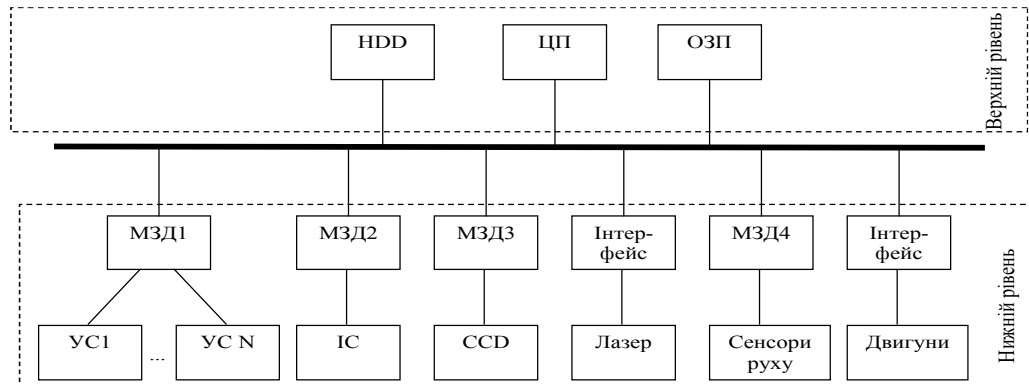 HDD
ЦП
ОЗП
Верхній рівень
МЗД1
МЗД2
МЗД3
Інтер-
фейс
МЗД4
Інтер-
фейс
УС1
...
УС N
ІС
CCD
Лазер
Сенсори
руху
Двигуни
Нижній рівень